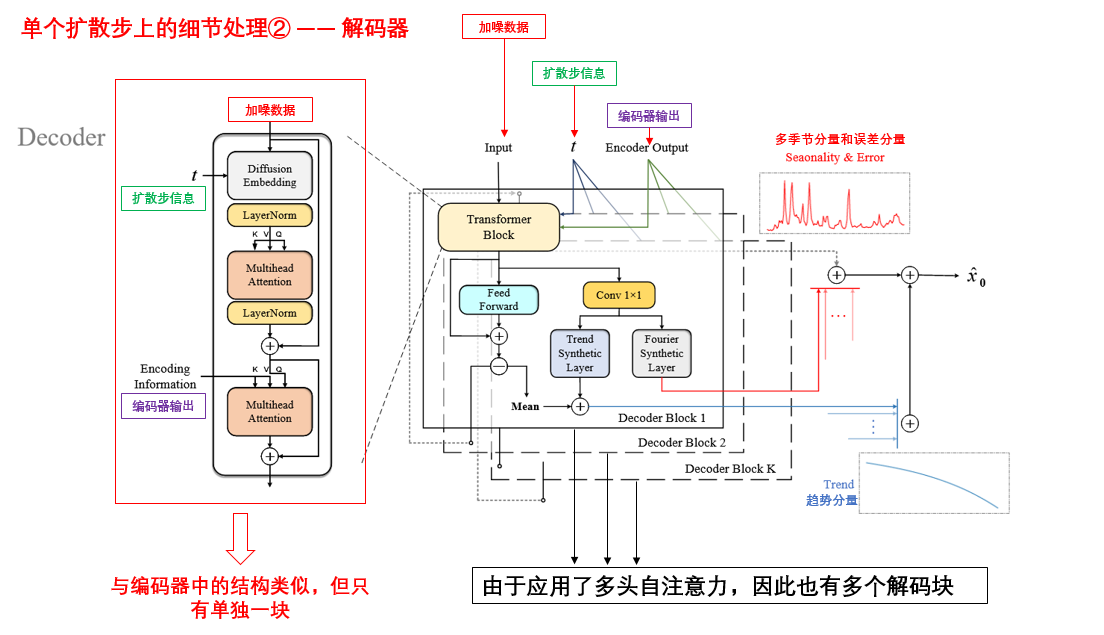 单个扩散步上的细节处理② —— 解码器
加噪数据
扩散步信息
编码器输出
Input
t
Encoder Output
多季节分量和误差分量
Seaonality & Error
Decoder
加噪数据
t
扩散步信息
Diffusion
Embedding
LayerNorm
K V Q
Multihead
Attention
LayerNorm
Encoding
Information
编码器输出
K V Q
Multihead
Attention
Transformer
Block
Feed
Forward
Conv 1×1
Trend
Synthetic
Layer
Fourier
Synthetic
Layer
Mean
Decoder Block 1
Decoder Block 2
Decoder Block K
x̂₀
Trend
趋势分量
与编码器中的结构类似，但只
有单独一块
由于应用了多头自注意力，因此也有多个解码块